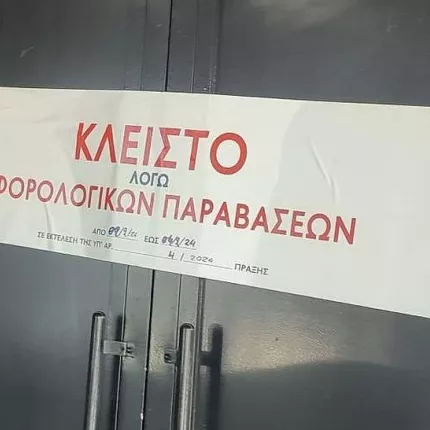 ΚΛΕΙΣΤΟ
ΛΟΓΩ
ΦΟΡΟΛΟΓΙΚΩΝ ΠΑΡΑΒΑΣΕΩΝ
ΑΠΟ ΕΩΣ
ΣΕ ΕΚΤΕΛΕΣΗ ΤΗΣ ΥΠ' ΑΡ. 4 / 2024 ΠΡΑΞΗΣ